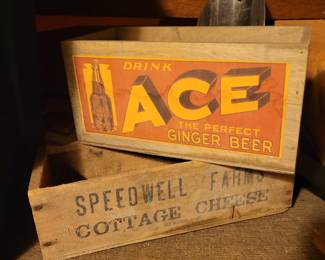 DRINK
ACE
THE PERFECT
GINGER BEER
SPEEDWELL FARMS
COTTAGE CHEESE